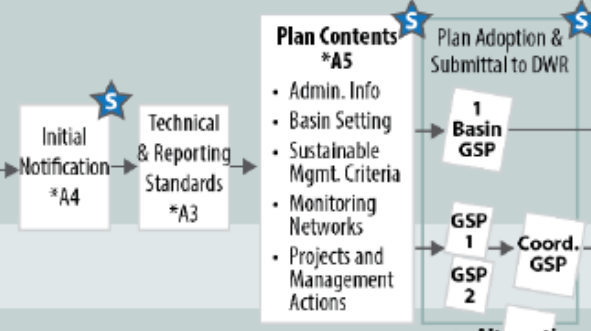 S
Initial
Notification
*A4
Technical
& Reporting
Standards
*A3
S
Plan Contents
*A5
• Admin. Info
• Basin Setting
• Sustainable
Mgmt. Criteria
• Monitoring
Networks
• Projects and
Management
Actions
S
Plan Adoption &
Submittal to DWR
1
Basin
GSP
GSP
1
GSP
2
Coord.
GSP